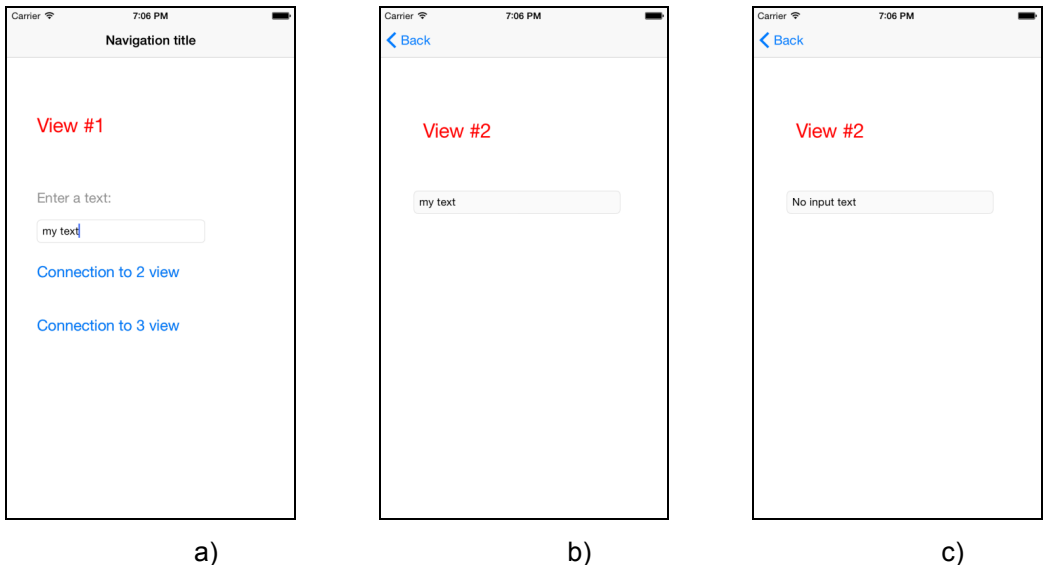 Carrier 7:06 PM
Navigation title
View #1
Enter a text:
my text
Connection to 2 view
Connection to 3 view
a)
Carrier 7:06 PM
Back
View #2
my text
b)
Carrier 7:06 PM
Back
View #2
No input text
c)